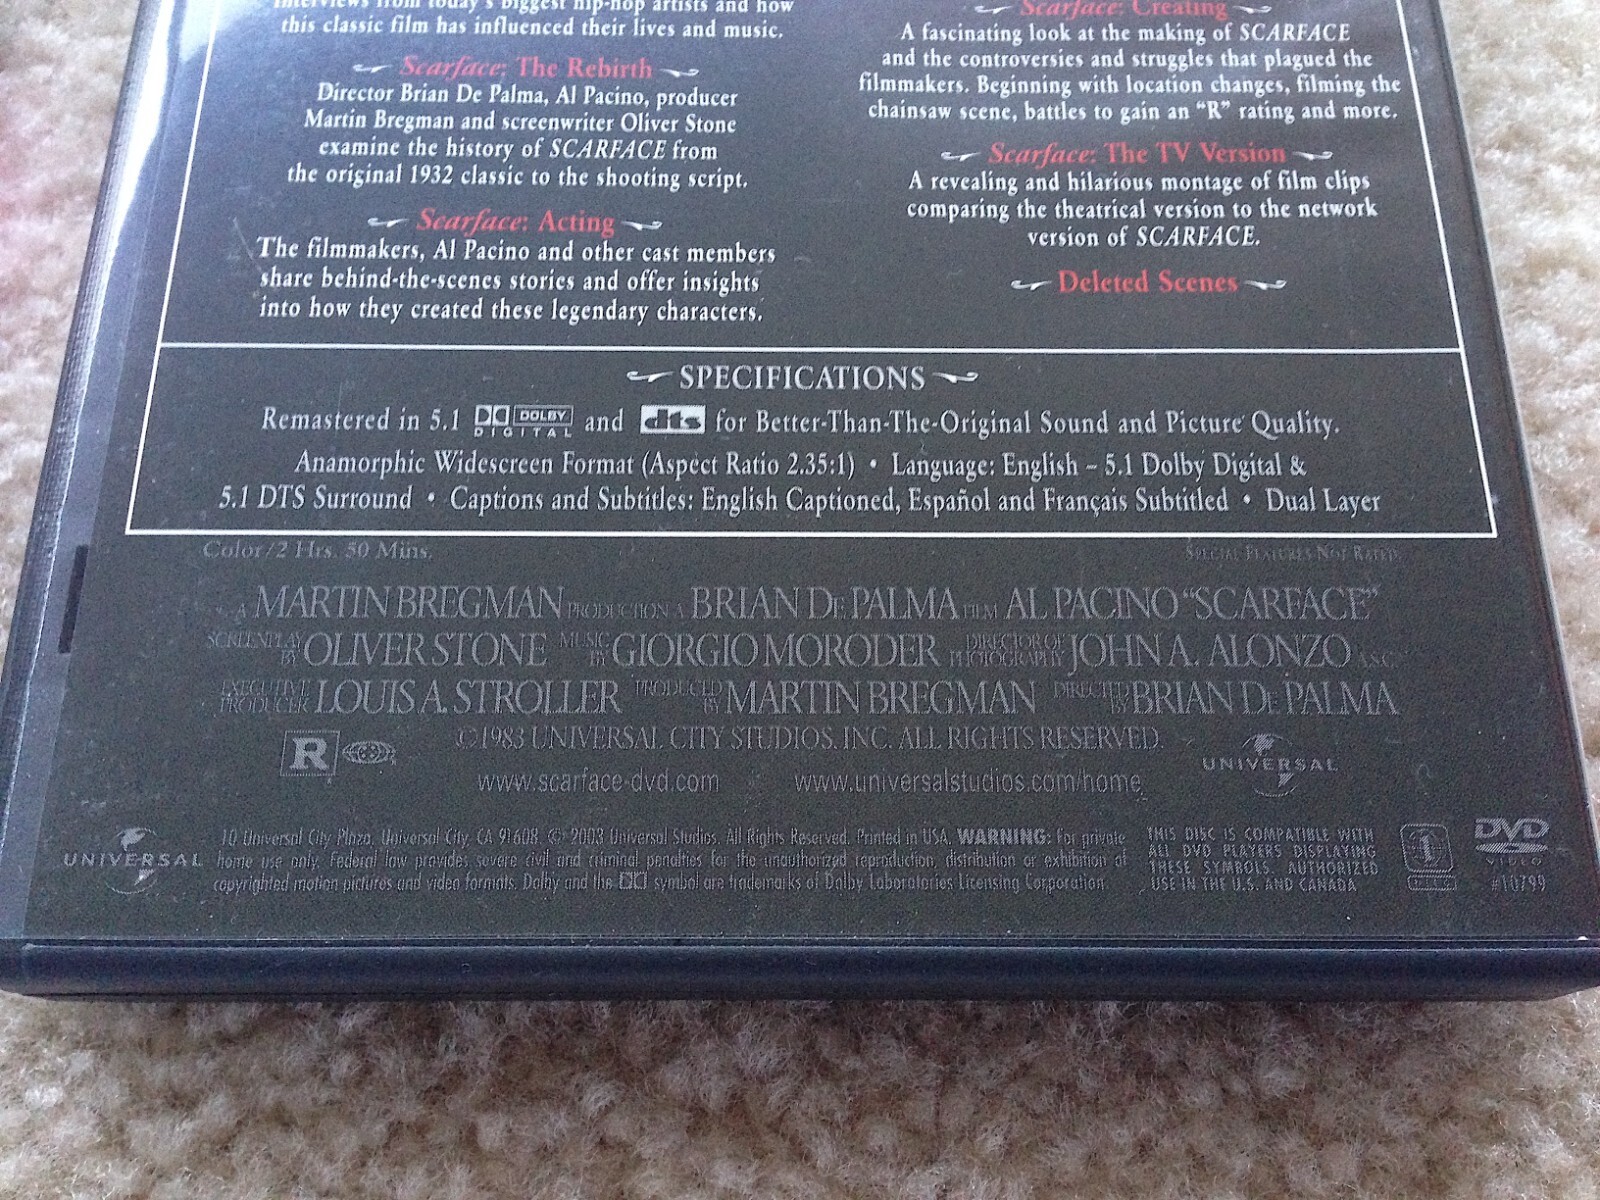 Interviews from today's biggest hip-hop artists and how
this classic film has influenced their lives and music.
Scarface: The Rebirth
Director Brian De Palma, Al Pacino, producer
Martin Bregman and screenwriter Oliver Stone
examine the history of SCARFACE from
the original 1932 classic to the shooting script.
Scarface: Acting
The filmmakers, Al Pacino and other cast members
share behind-the-scenes stories and offer insights
into how they created these legendary characters.
Scarface: Creating
A fascinating look at the making of SCARFACE
and the controversies and struggles that plagued the
filmmakers. Beginning with location changes, filming the
chainsaw scene, battles to gain an “R” rating and more.
Scarface: The TV Version
A revealing and hilarious montage of film clips
comparing the theatrical version to the network
version of SCARFACE.
Deleted Scenes
SPECIFICATIONS
Remastered in 5.1 DOLBY DIGITAL and dts for Better-Than-The-Original Sound and Picture Quality.
Anamorphic Widescreen Format (Aspect Ratio 2.35:1) • Language: English – 5.1 Dolby Digital &
5.1 DTS Surround • Captions and Subtitles: English Captioned, Español and Français Subtitled • Dual Layer
Color/2 Hrs. 50 Mins.
SPECIAL FEATURES NOT RATED.
A MARTIN BREGMAN PRODUCTION A BRIAN DE PALMA FILM AL PACINO “SCARFACE”
SCREENPLAY BY OLIVER STONE MUSIC BY GIORGIO MORODER DIRECTOR OF PHOTOGRAPHY JOHN A. ALONZO A.S.C.
EXECUTIVE PRODUCER LOUIS A. STROLLER PRODUCED BY MARTIN BREGMAN DIRECTED BY BRIAN DE PALMA
©1983 UNIVERSAL CITY STUDIOS, INC. ALL RIGHTS RESERVED.
R
www.scarface-dvd.com www.universalstudios.com/home
UNIVERSAL
UNIVERSAL
10 Universal City Plaza, Universal City, CA 91608. © 2003 Universal Studios. All Rights Reserved. Printed in USA. WARNING: For private
home use only. Federal law provides severe civil and criminal penalties for the unauthorized reproduction, distribution or exhibition of
copyrighted motion pictures and video formats. Dolby and the symbol are trademarks of Dolby Laboratories Licensing Corporation.
THIS DISC IS COMPATIBLE WITH
ALL DVD PLAYERS DISPLAYING
THESE SYMBOLS. AUTHORIZED
USE IN THE U.S. AND CANADA
1
DVD
VIDEO
#10799